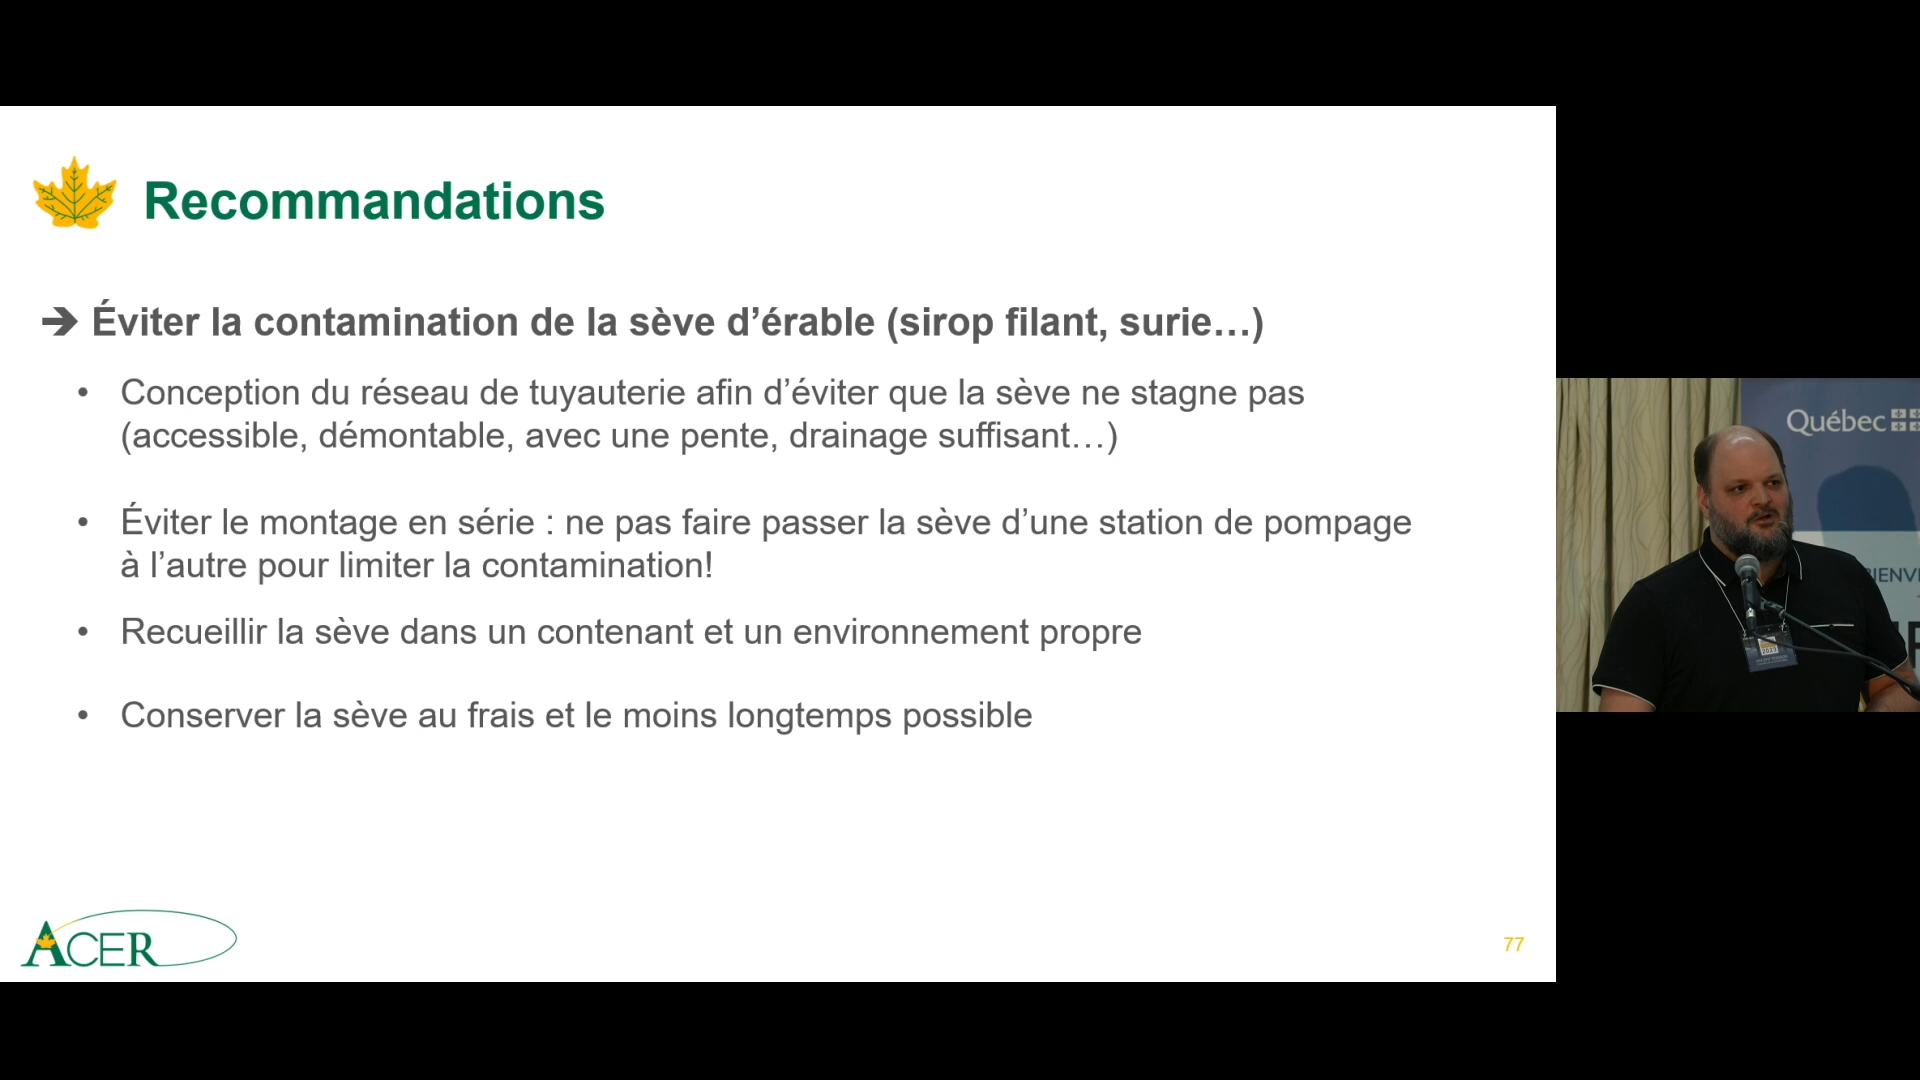 Recommandations
➔ Éviter la contamination de la sève d’érable (sirop filant, surie…)
• Conception du réseau de tuyauterie afin d’éviter que la sève ne stagne pas
(accessible, démontable, avec une pente, drainage suffisant…)
• Éviter le montage en série : ne pas faire passer la sève d’une station de pompage
à l’autre pour limiter la contamination!
• Recueillir la sève dans un contenant et un environnement propre
• Conserver la sève au frais et le moins longtemps possible
ACER
77
Québec